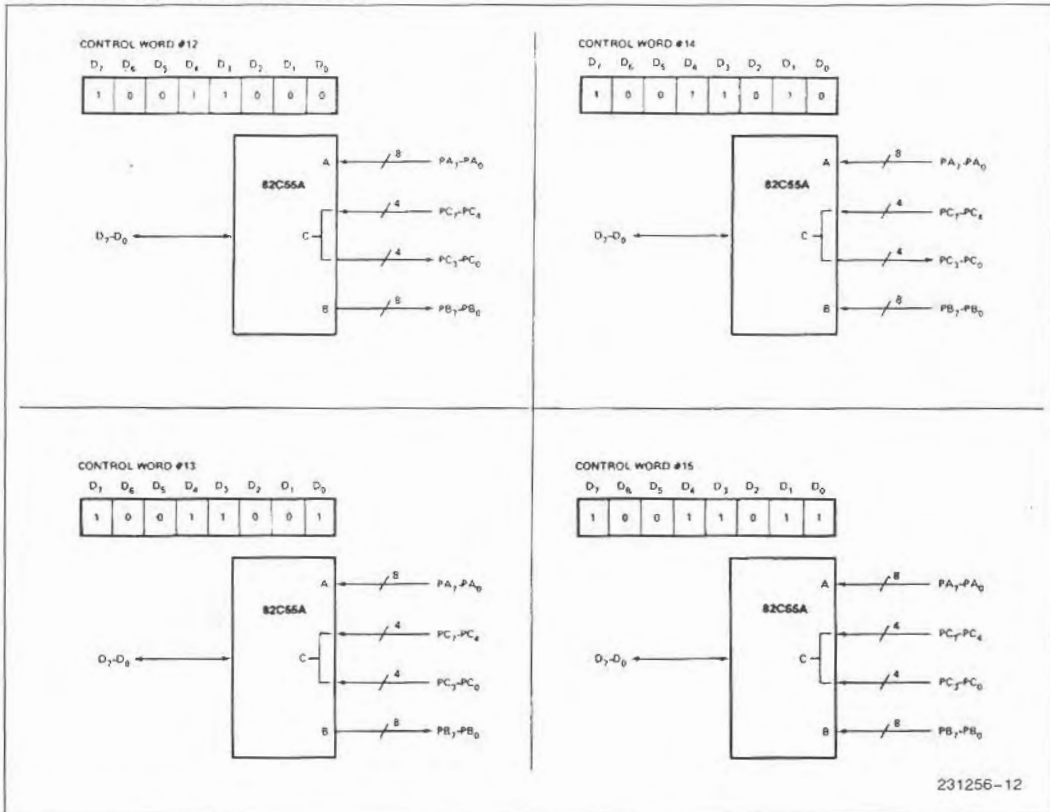 CONTROL WORD #12
D7 D6 D5 D4 D3 D2 D1 D0
1 0 0 1 1 0 0 0
82C55A
D7-D0
A
8
PA7-PA0
4
PC7-PC4
C
4
PC3-PC0
B
8
PB7-PB0
CONTROL WORD #14
D7 D6 D5 D4 D3 D2 D1 D0
1 0 0 1 1 0 1 0
82C55A
D7-D0
A
8
PA7-PA0
4
PC7-PC4
C
4
PC3-PC0
B
8
PB7-PB0
CONTROL WORD #13
D7 D6 D5 D4 D3 D2 D1 D0
1 0 0 1 1 0 0 1
82C55A
D7-D0
A
8
PA7-PA0
4
PC7-PC4
C
4
PC3-PC0
B
8
PB7-PB0
CONTROL WORD #15
D7 D6 D5 D4 D3 D2 D1 D0
1 0 0 1 1 0 1 1
82C55A
D7-D0
A
8
PA7-PA0
4
PC7-PC4
C
4
PC3-PC0
B
8
PB7-PB0
231256-12